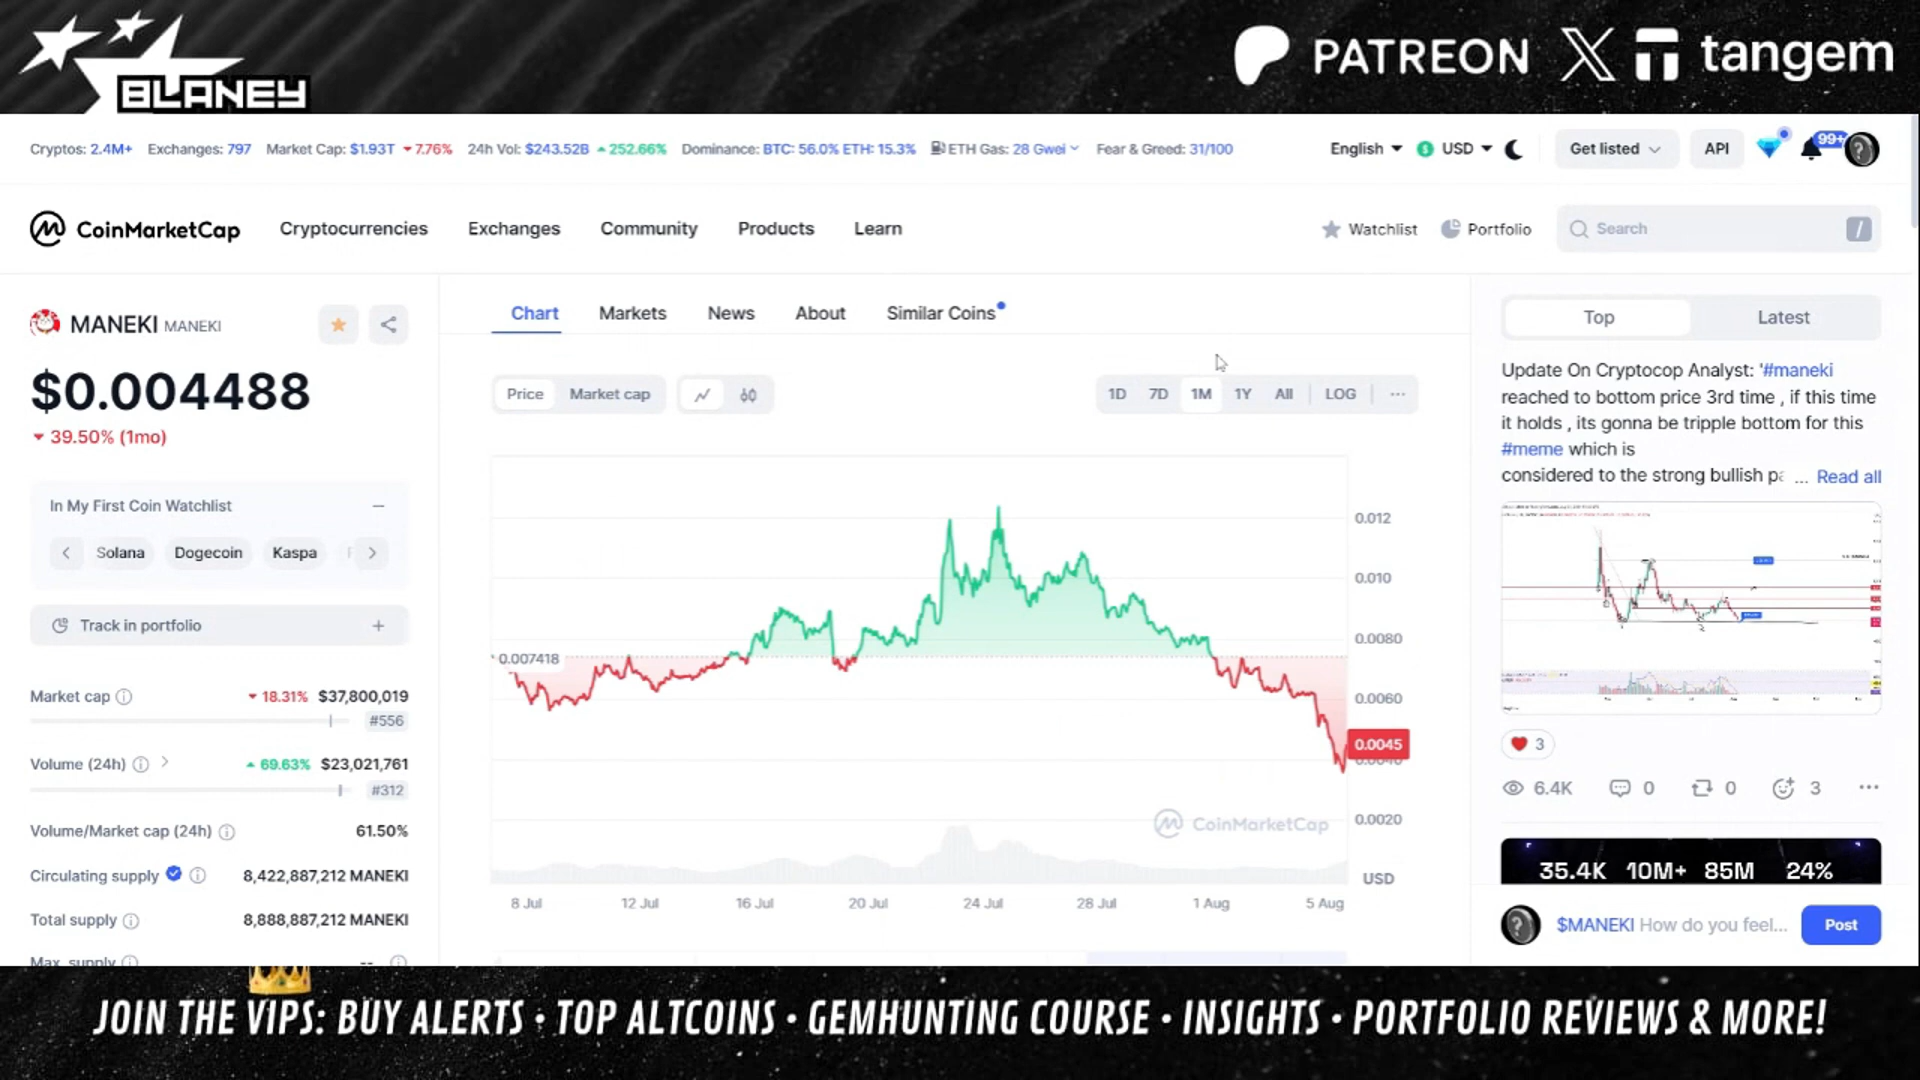 BLANEY
PATREON X tangem
Cryptos: 2.4M+ Exchanges: 797 Market Cap: $1.93T 7.76% 24h Vol: $243.52B 252.66% Dominance: BTC: 56.0% ETH: 15.3% ETH Gas: 28 Gwei Fear & Greed: 31/100
English USD Get listed API 99+
CoinMarketCap Cryptocurrencies Exchanges Community Products Learn
Watchlist Portfolio Search /
MANEKI MANEKI
$0.004488
39.50% (1mo)
In My First Coin Watchlist
Solana Dogecoin Kaspa
Track in portfolio +
Market cap 18.31% $37,800,019
#556
Volume (24h) 69.63% $23,021,761
#312
Volume/Market cap (24h) 61.50%
Circulating supply 8,422,887,212 MANEKI
Total supply 8,888,887,212 MANEKI
Max. supply --
Chart Markets News About Similar Coins
Price Market cap
1D 7D 1M 1Y All LOG ...
0.012
0.010
0.0080
0.007418
0.0060
0.0045
0.0040
0.0020
CoinMarketCap
USD
8 Jul 12 Jul 16 Jul 20 Jul 24 Jul 28 Jul 1 Aug 5 Aug
Top Latest
Update On Cryptocop Analyst: '#maneki
reached to bottom price 3rd time , if this time
it holds , its gonna be tripple bottom for this
#meme which is
considered to the strong bullish pa ... Read all
3
6.4K 0 0 3 ...
35.4K 10M+ 85M 24%
$MANEKI How do you feel... Post
JOIN THE VIPS: BUY ALERTS • TOP ALTCOINS • GEMHUNTING COURSE • INSIGHTS • PORTFOLIO REVIEWS & MORE!